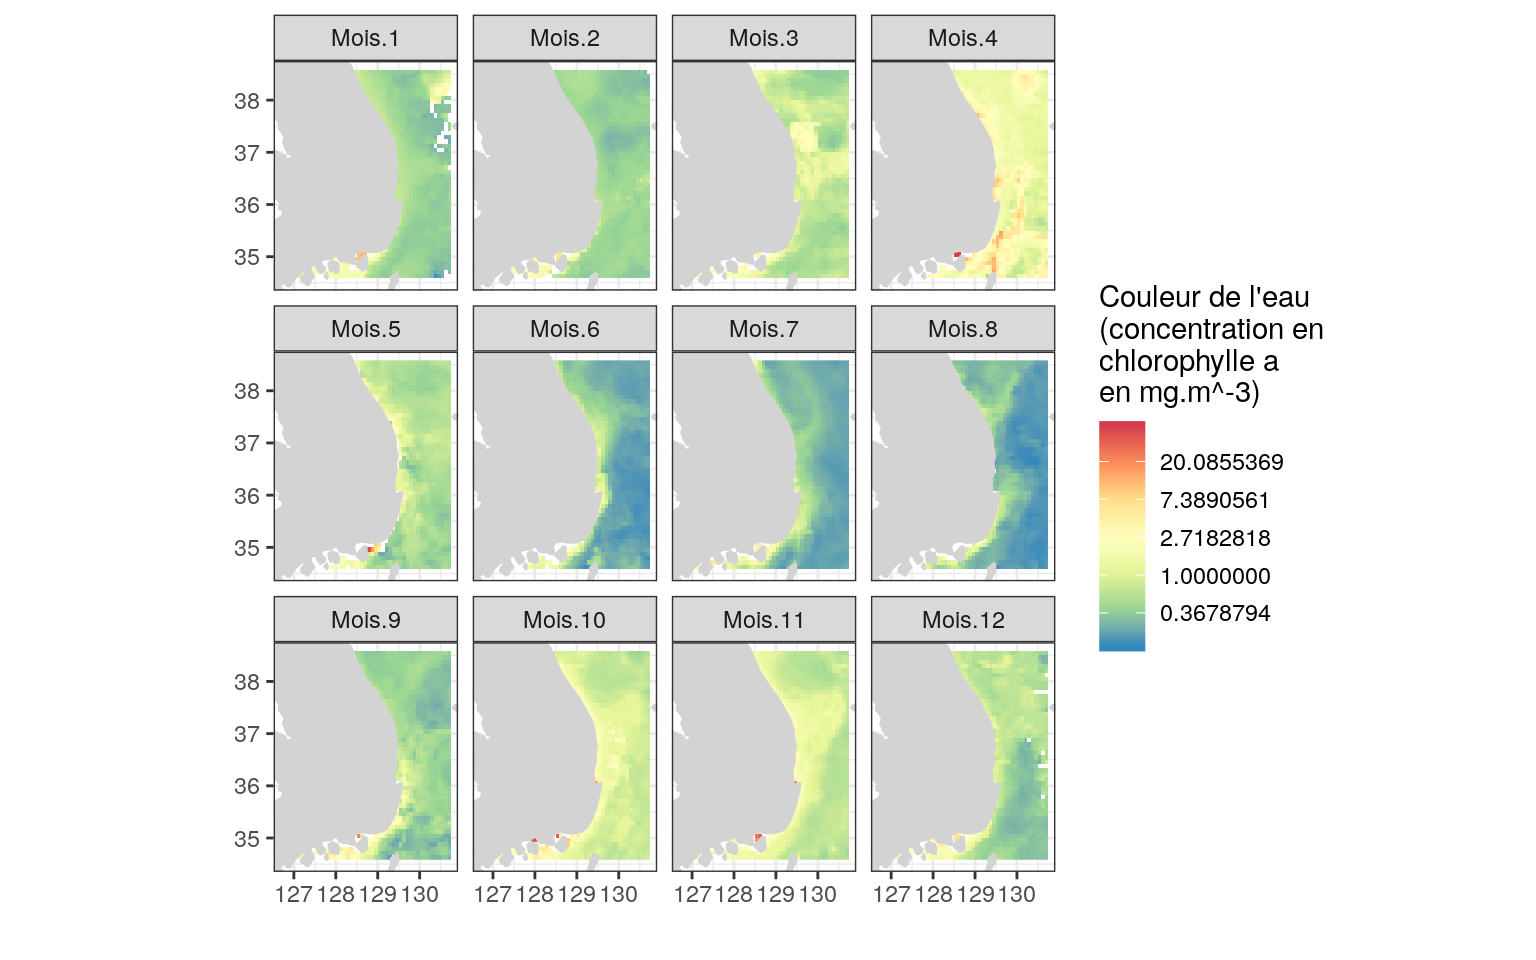 Mois.1 Mois.2 Mois.3 Mois.4
38
37
36
35
Mois.5 Mois.6 Mois.7 Mois.8
38
37
36
35
Mois.9 Mois.10 Mois.11 Mois.12
38
37
36
35
127 128 129 130 127 128 129 130 127 128 129 130 127 128 129 130
Couleur de l'eau
(concentration en
chlorophylle a
en mg.m^-3)
20.0855369
7.3890561
2.7182818
1.0000000
0.3678794